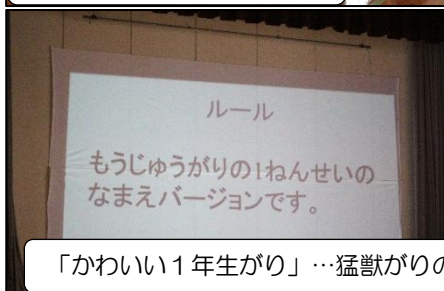 ルール
もうじゅうがりの1ねんせいの
なまえバージョンです。
「かわいい１年生がり」…猛獣がりの